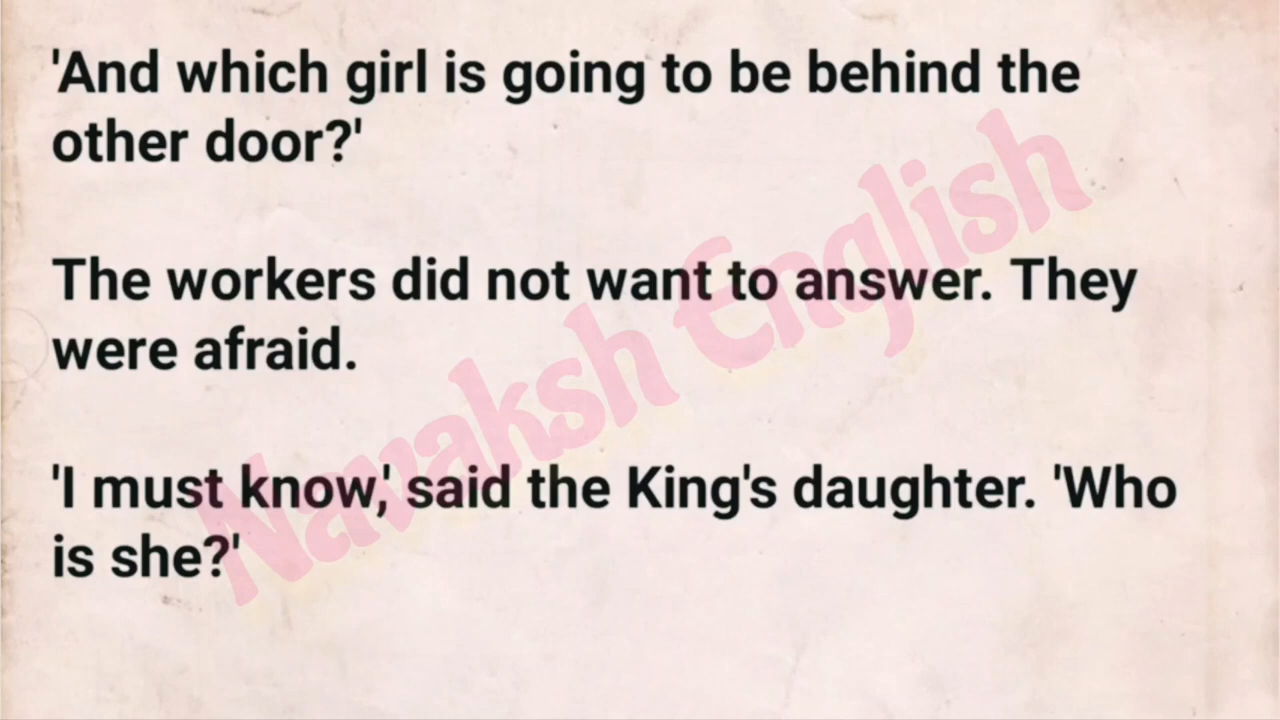 'And which girl is going to be behind the
other door?'
The workers did not want to answer. They
were afraid.
'I must know,' said the King's daughter. 'Who
is she?'
Navaksh English